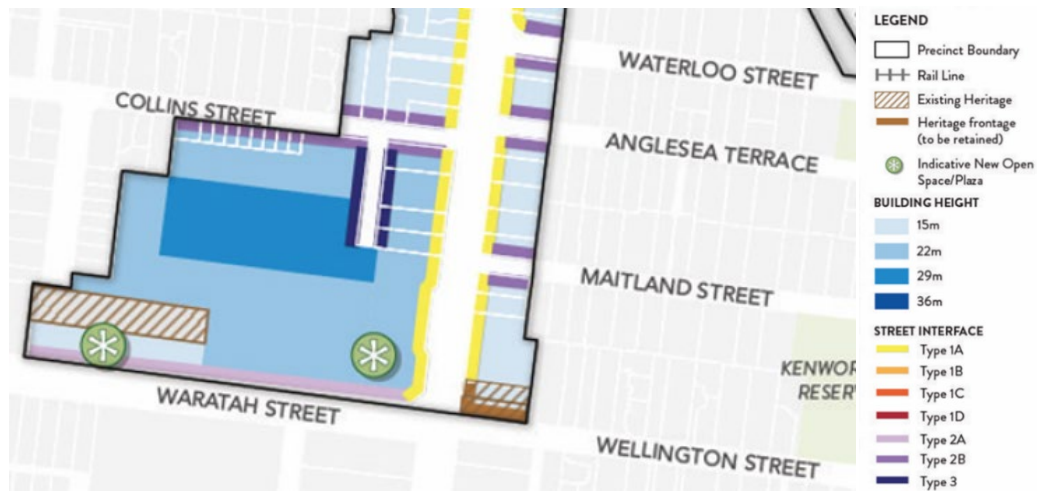 COLLINS STREET
WATERLOO STREET
ANGLESEA TERRACE
MAITLAND STREET
WARATAH STREET
WELLINGTON STREET
LEGEND
Precinct Boundary
Rail Line
Existing Heritage
Heritage frontage
(to be retained)
Indicative New Open
Space/Plaza
BUILDING HEIGHT
15m
22m
29m
36m
STREET INTERFACE
Type 1A
Type 1B
Type 1C
Type 1D
Type 2A
Type 2B
Type 3